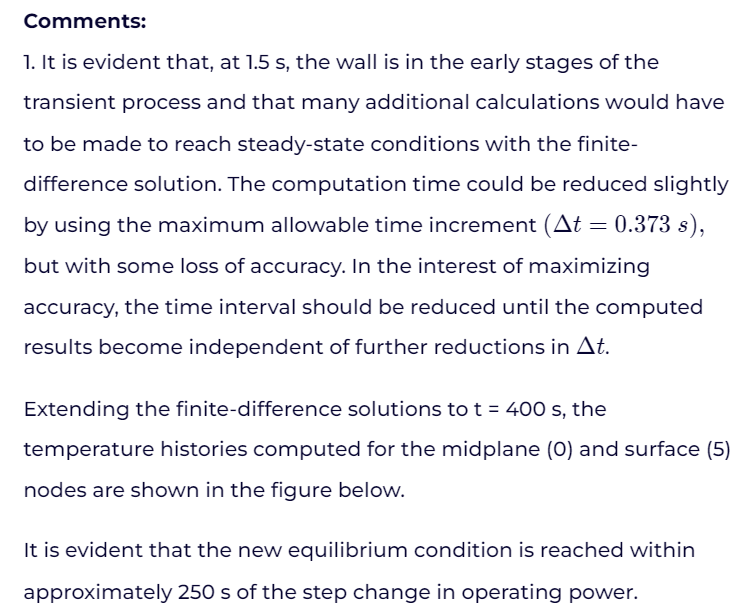 Comments:
1. It is evident that, at 1.5 s, the wall is in the early stages of the
transient process and that many additional calculations would have
to be made to reach steady-state conditions with the finite-
difference solution. The computation time could be reduced slightly
by using the maximum allowable time increment (Δt = 0.373 s),
but with some loss of accuracy. In the interest of maximizing
accuracy, the time interval should be reduced until the computed
results become independent of further reductions in Δt.
Extending the finite-difference solutions to t = 400 s, the
temperature histories computed for the midplane (0) and surface (5)
nodes are shown in the figure below.
It is evident that the new equilibrium condition is reached within
approximately 250 s of the step change in operating power.